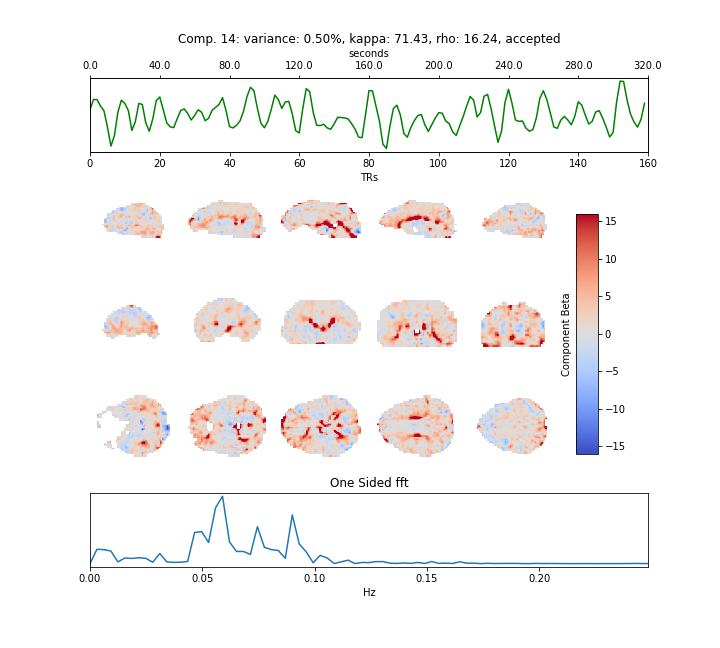 Comp. 14: variance: 0.50%, kappa: 71.43, rho: 16.24, accepted
seconds
0.0 40.0 80.0 120.0 160.0 200.0 240.0 280.0 320.0
0 20 40 60 80 100 120 140 160
TRs
15
10
5
0
−5
−10
−15
Component Beta
One Sided fft
0.00 0.05 0.10 0.15 0.20
Hz